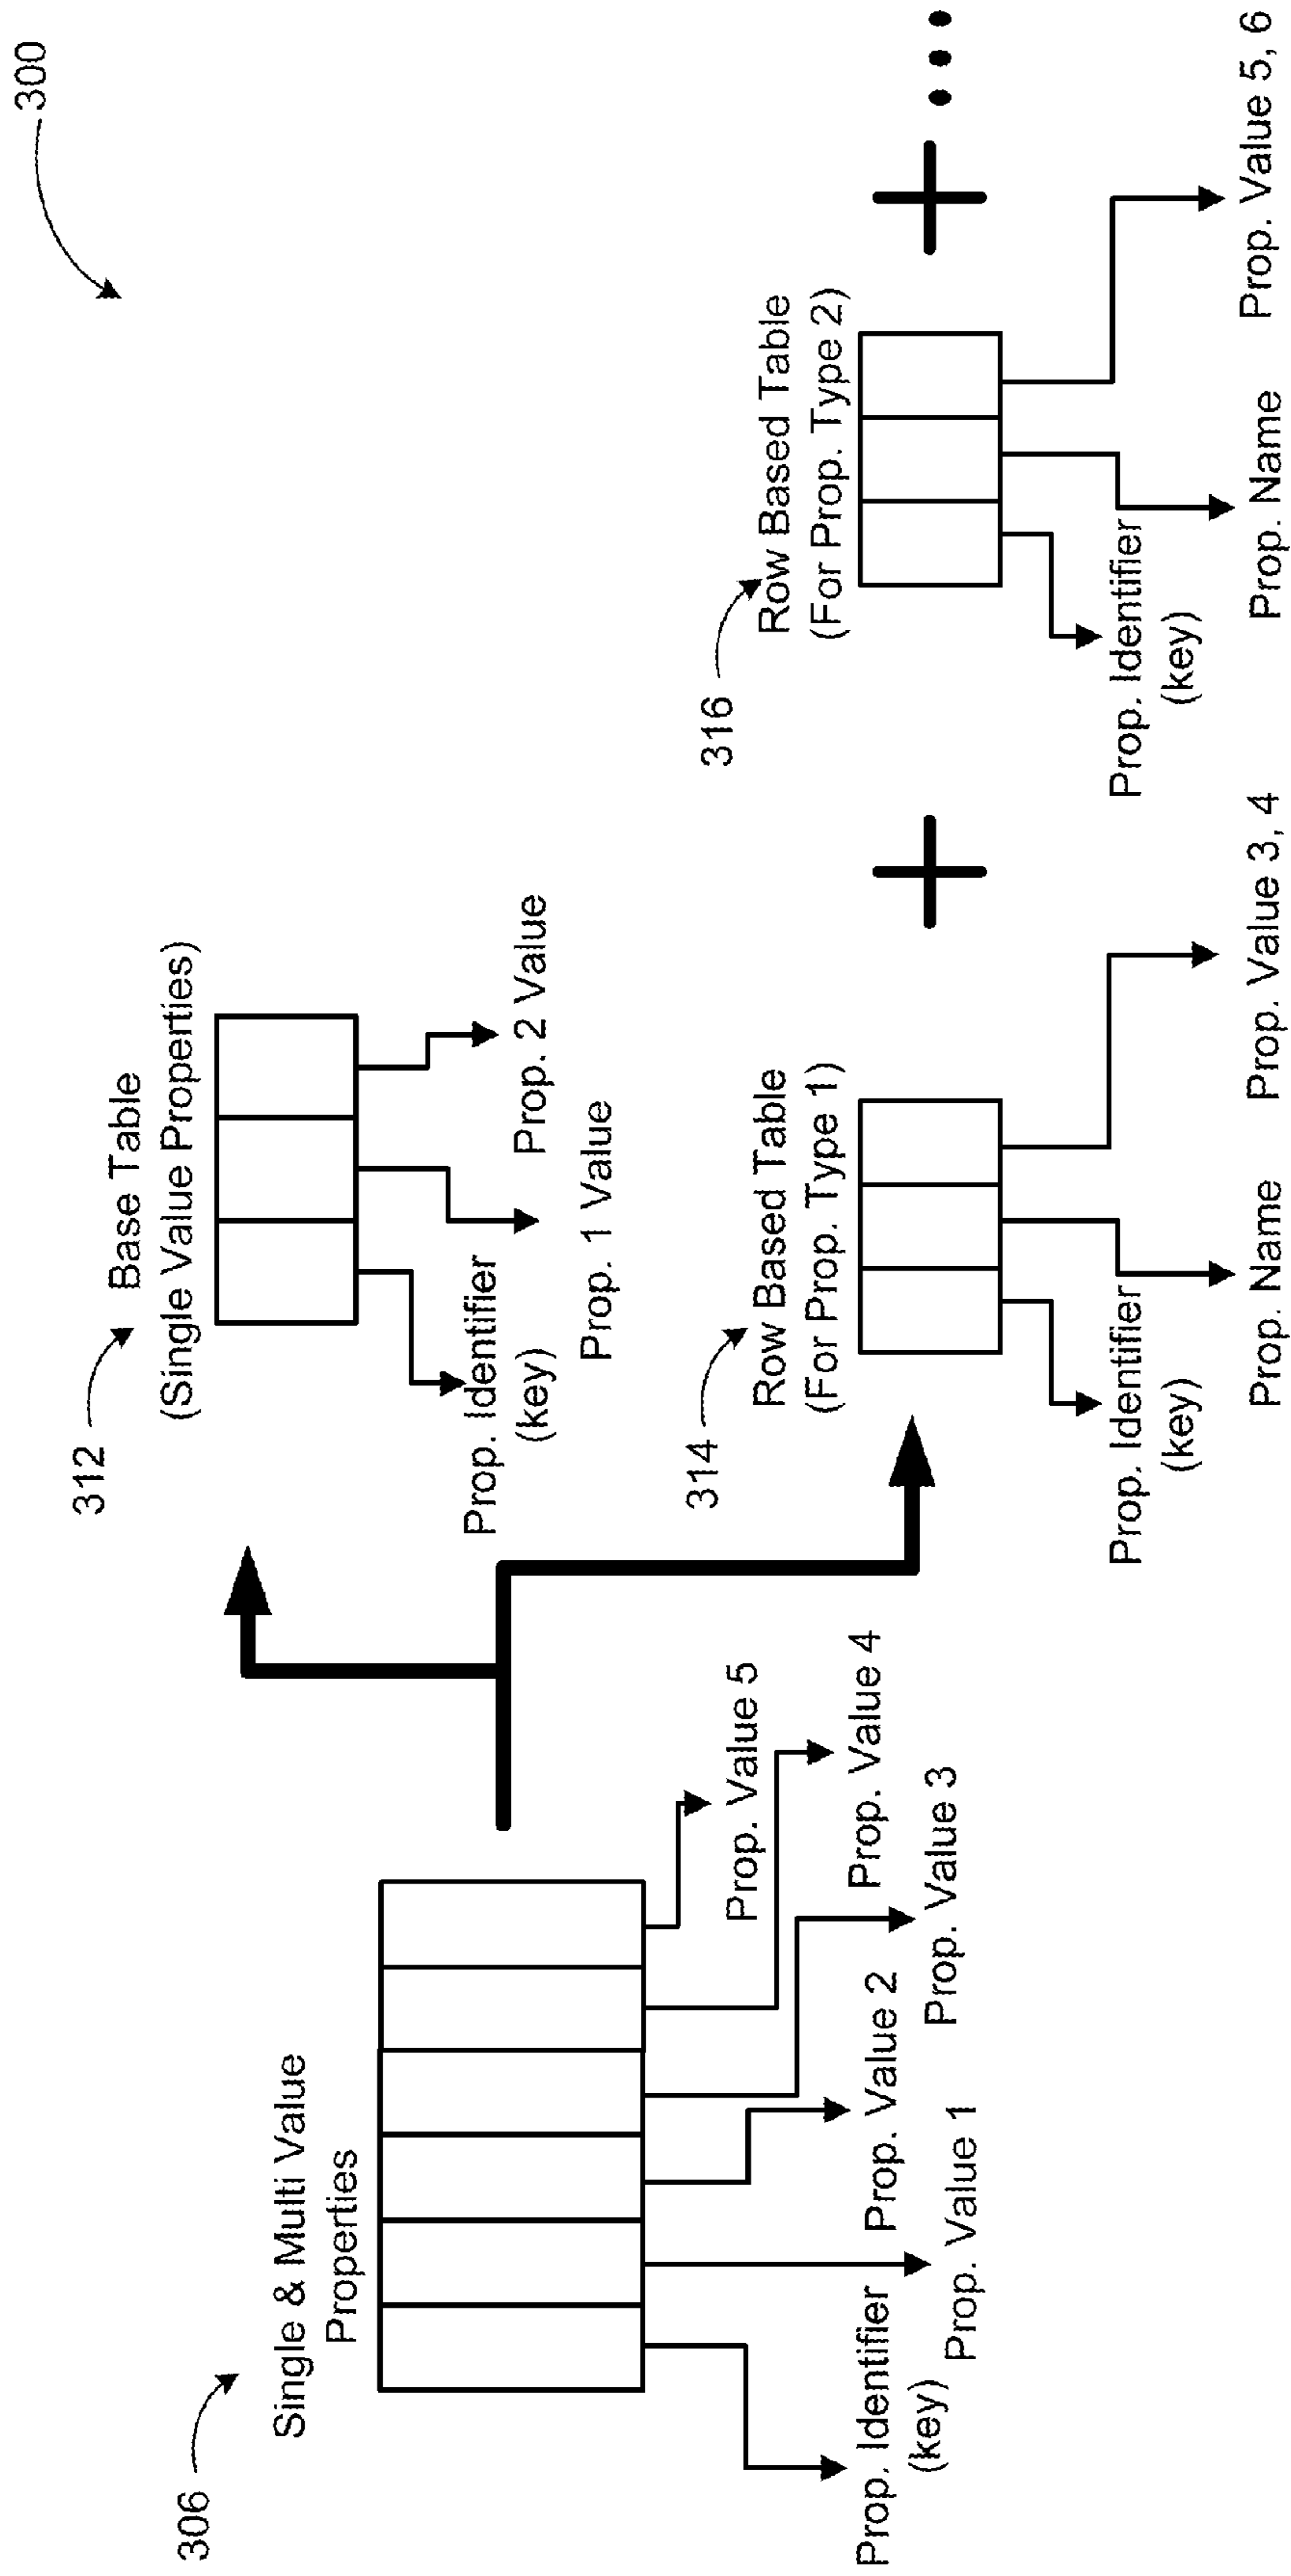 300
306
Single & Multi Value
Properties
Prop. Identifier
(key)
Prop. Value 1
Prop. Value 2
Prop. Value 3
Prop. Value 4
Prop. Value 5
312
Base Table
(Single Value Properties)
Prop. Identifier
(key)
Prop. 1 Value
Prop. 2 Value
314
Row Based Table
(For Prop. Type 1)
Prop. Identifier
(key)
Prop. Name
Prop. Value 3, 4
316
Row Based Table
(For Prop. Type 2)
Prop. Identifier
(key)
Prop. Name
Prop. Value 5, 6